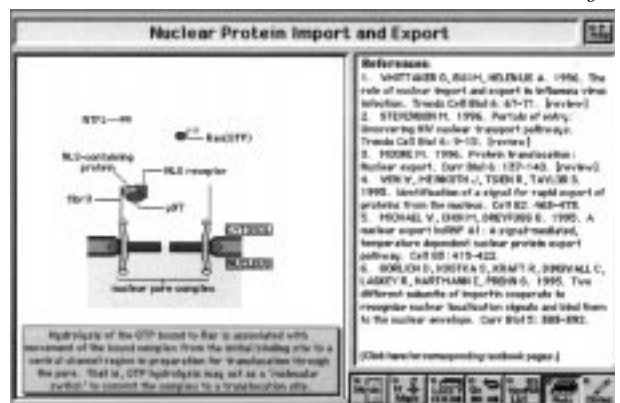 Nuclear Protein Import and Export
NTF2
Ran(GTP)
NLS-containing
protein
NLS receptor
fibril
p97
CYTOSOL
NUCLEUS
nuclear pore complex
Hydrolysis of the GTP bound to Ran is associated with
movement of the bound complex from the initial binding site to a
central channel region in preparation for translocation through
the pore. That is, GTP hydrolysis may act as a 'molecular
switch' to commit the complex to a translocation site.
References
1. WHITTAKER G, BUI M, HELENIUS A. 1996. The
role of nuclear import and export in influenza virus
infection. Trends Cell Biol 6: 67-71. [review]
2. STEVENSON M. 1996. Portals of entry:
Uncovering HIV nuclear transport pathways.
Trends Cell Biol 6: 9-15. [review]
3. MOORE M. 1996. Protein translocation:
Nuclear export. Curr Biol 6: 137-140. [review]
4. WEN W, MEINKOTH J, TSIEN R, TAYLOR S.
1995. Identification of a signal for rapid export of
proteins from the nucleus. Cell 82: 463-473.
5. MICHAEL W, CHOI M, DREYFUSS G. 1995. A
nuclear export in hnRNP A1: a signal-mediated,
temperature dependent nuclear protein export
pathway. Cell 83: 415-422.
6. GORLICH D, KOSTKA S, KRAFT R, DINGWALL C,
LASKEY R, HARTMANN E, PREHN S. 1995. Two
different subunits of importin cooperate to
recognize nuclear localization signals and bind them
to the nuclear envelope. Curr Biol 5: 383-392.
(Click here for corresponding textbook pages.)